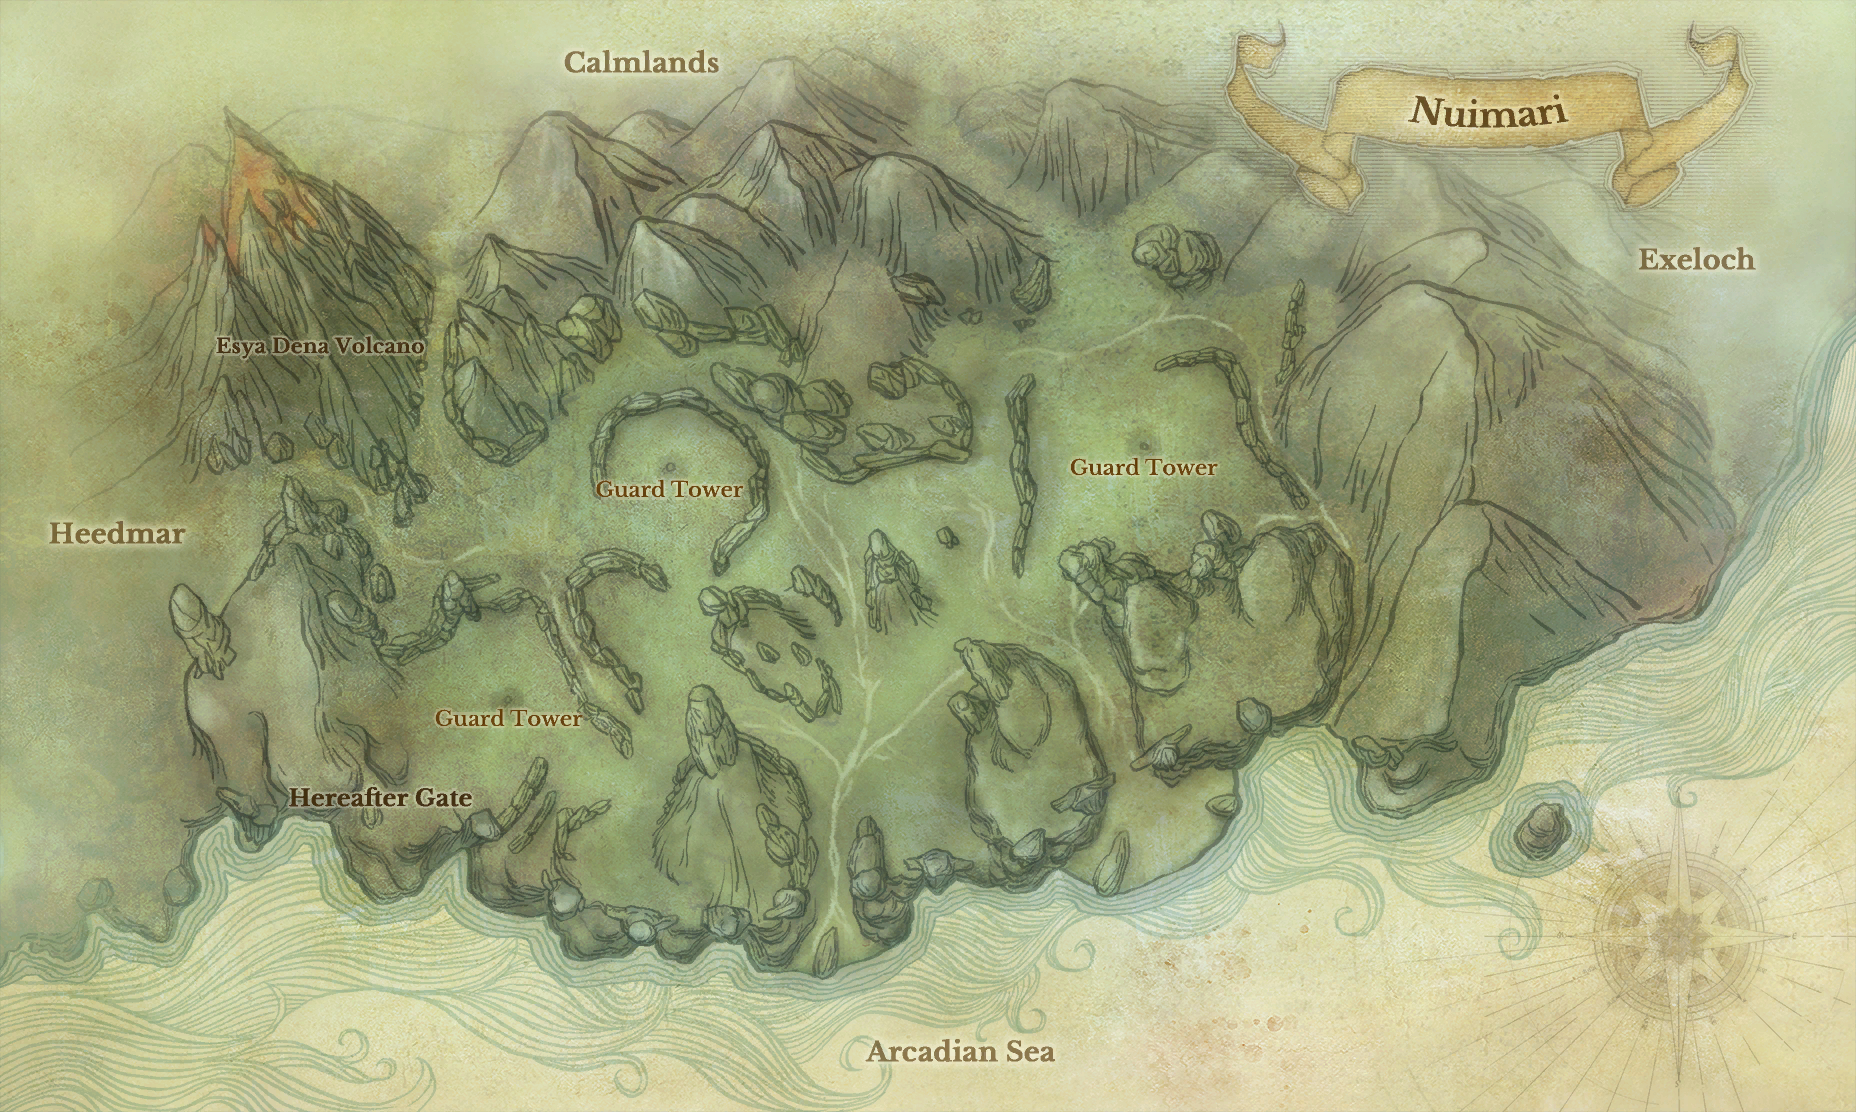 Calmlands
Nuimari
Exeloch
Esya Dena Volcano
Guard Tower
Guard Tower
Heedmar
Guard Tower
Hereafter Gate
Arcadian Sea